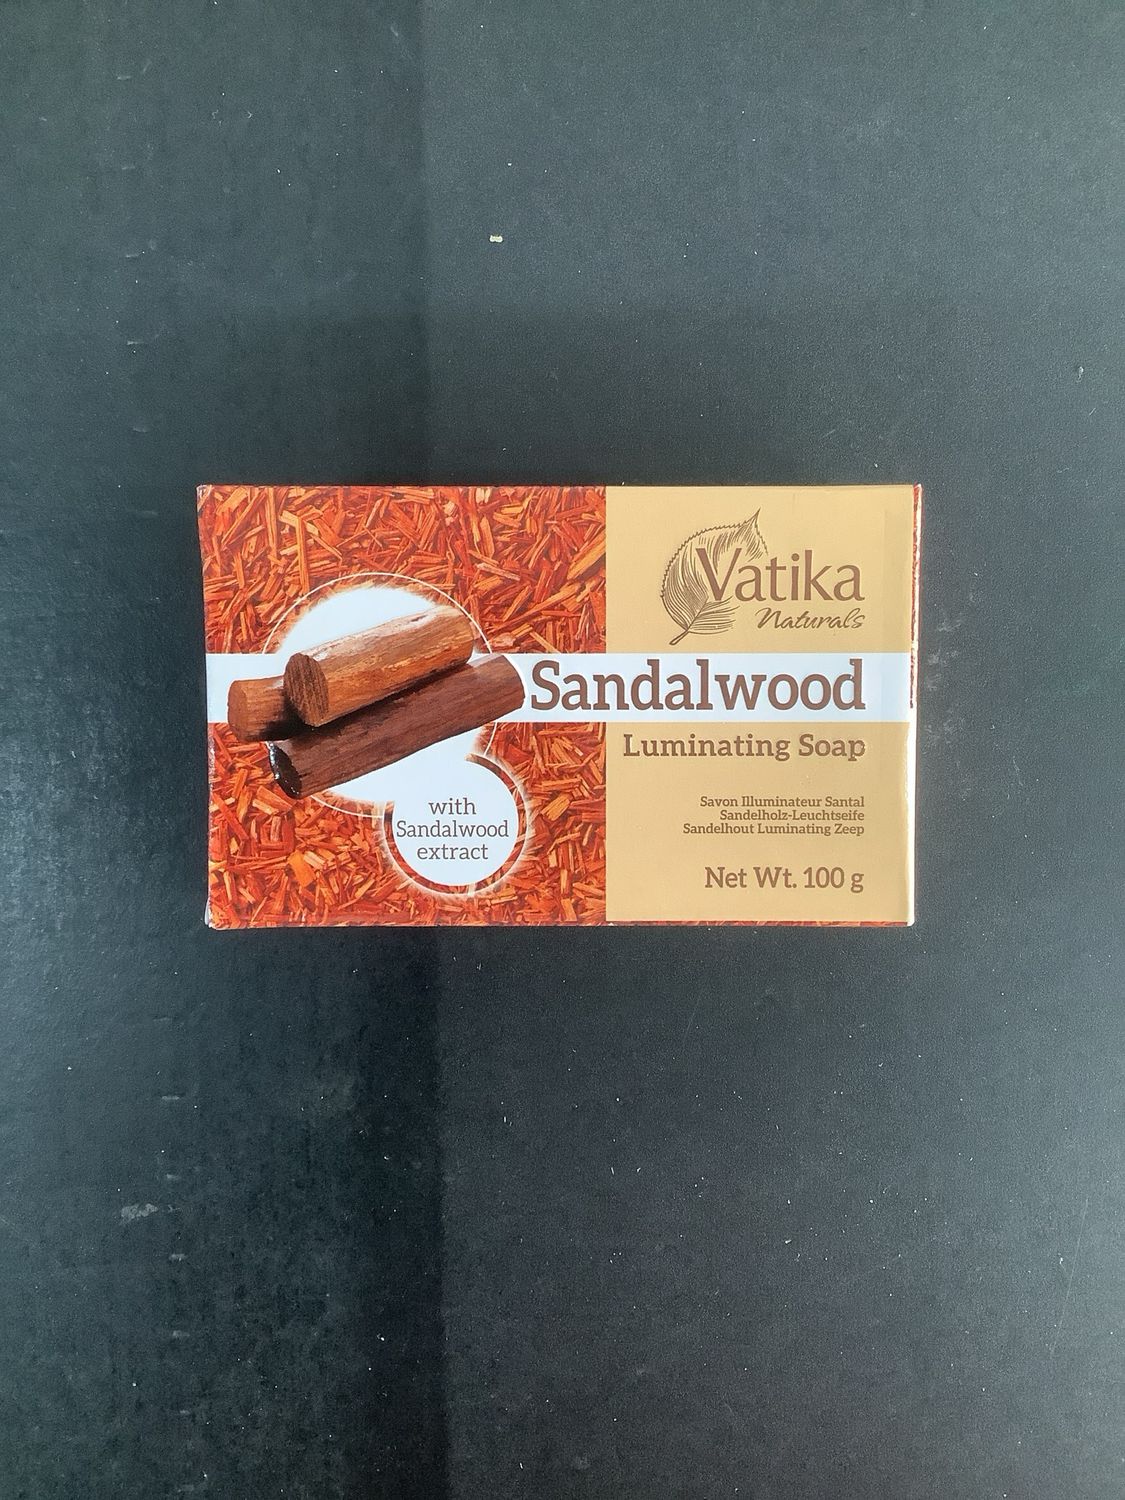 Vatika
Naturals
Sandalwood
Luminating Soap
with
Sandalwood
extract
Savon Illuminateur Santal
Sandelholz-Leuchtseife
Sandelhout Luminating Zeep
Net Wt. 100 g